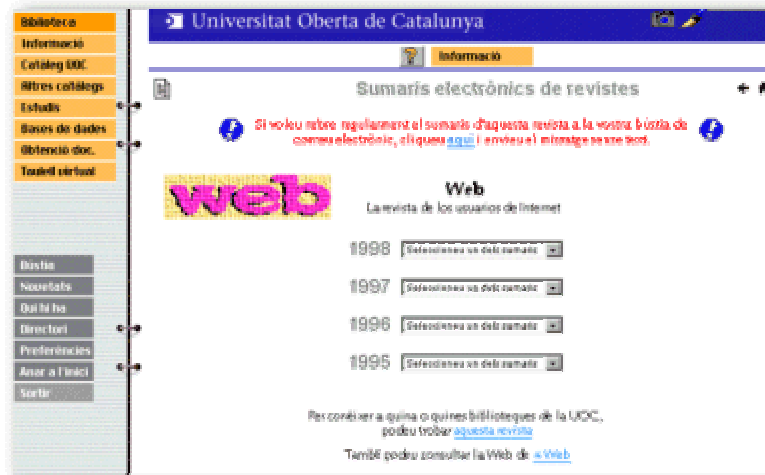 Biblioteca
Informació
Catàleg UOC
Altres catàlegs
Estudis
Bases de dades
Obtenció doc.
Taulell virtual
Bústia
Novetats
Qui hi ha
Directori
Preferències
Anar a l'inici
Sortir
Universitat Oberta de Catalunya
? Informació
Sumaris electrònics de revistes
Si voleu rebre regularment el sumaris d'aquesta revista a la vostra bústia de
correu electrònic, cliqueu aquí i envieu el missatge sense text.
web
Web
La revista de los usuarios de Internet
1998 Seleccioneu un dels sumaris
1997 Seleccioneu un dels sumaris
1996 Seleccioneu un dels sumaris
1995 Seleccioneu un dels sumaris
Per conèixer a quina o quines biblioteques de la UOC,
podeu trobar aquesta revista
També podeu consultar la Web de